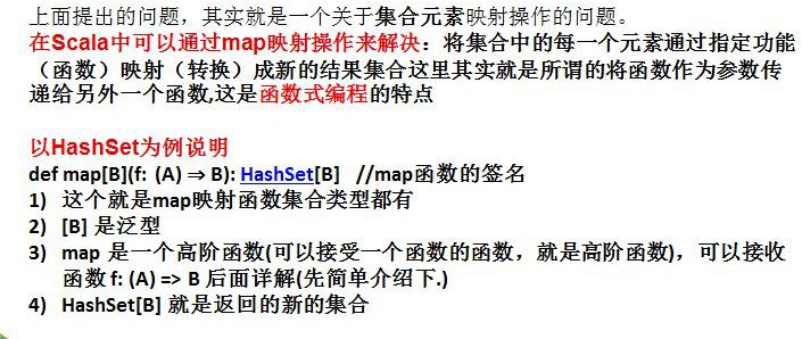 上面提出的问题，其实就是一个关于集合元素映射操作的问题。
在Scala中可以通过map映射操作来解决：将集合中的每一个元素通过指定功能
（函数）映射（转换）成新的结果集合这里其实就是所谓的将函数作为参数传
递给另外一个函数,这是函数式编程的特点
以HashSet为例说明
def map[B](f: (A) ⇒ B): HashSet[B] //map函数的签名
1) 这个就是map映射函数集合类型都有
2) [B] 是泛型
3) map 是一个高阶函数(可以接受一个函数的函数，就是高阶函数)，可以接收
函数 f: (A) => B 后面详解(先简单介绍下.)
4) HashSet[B] 就是返回的新的集合